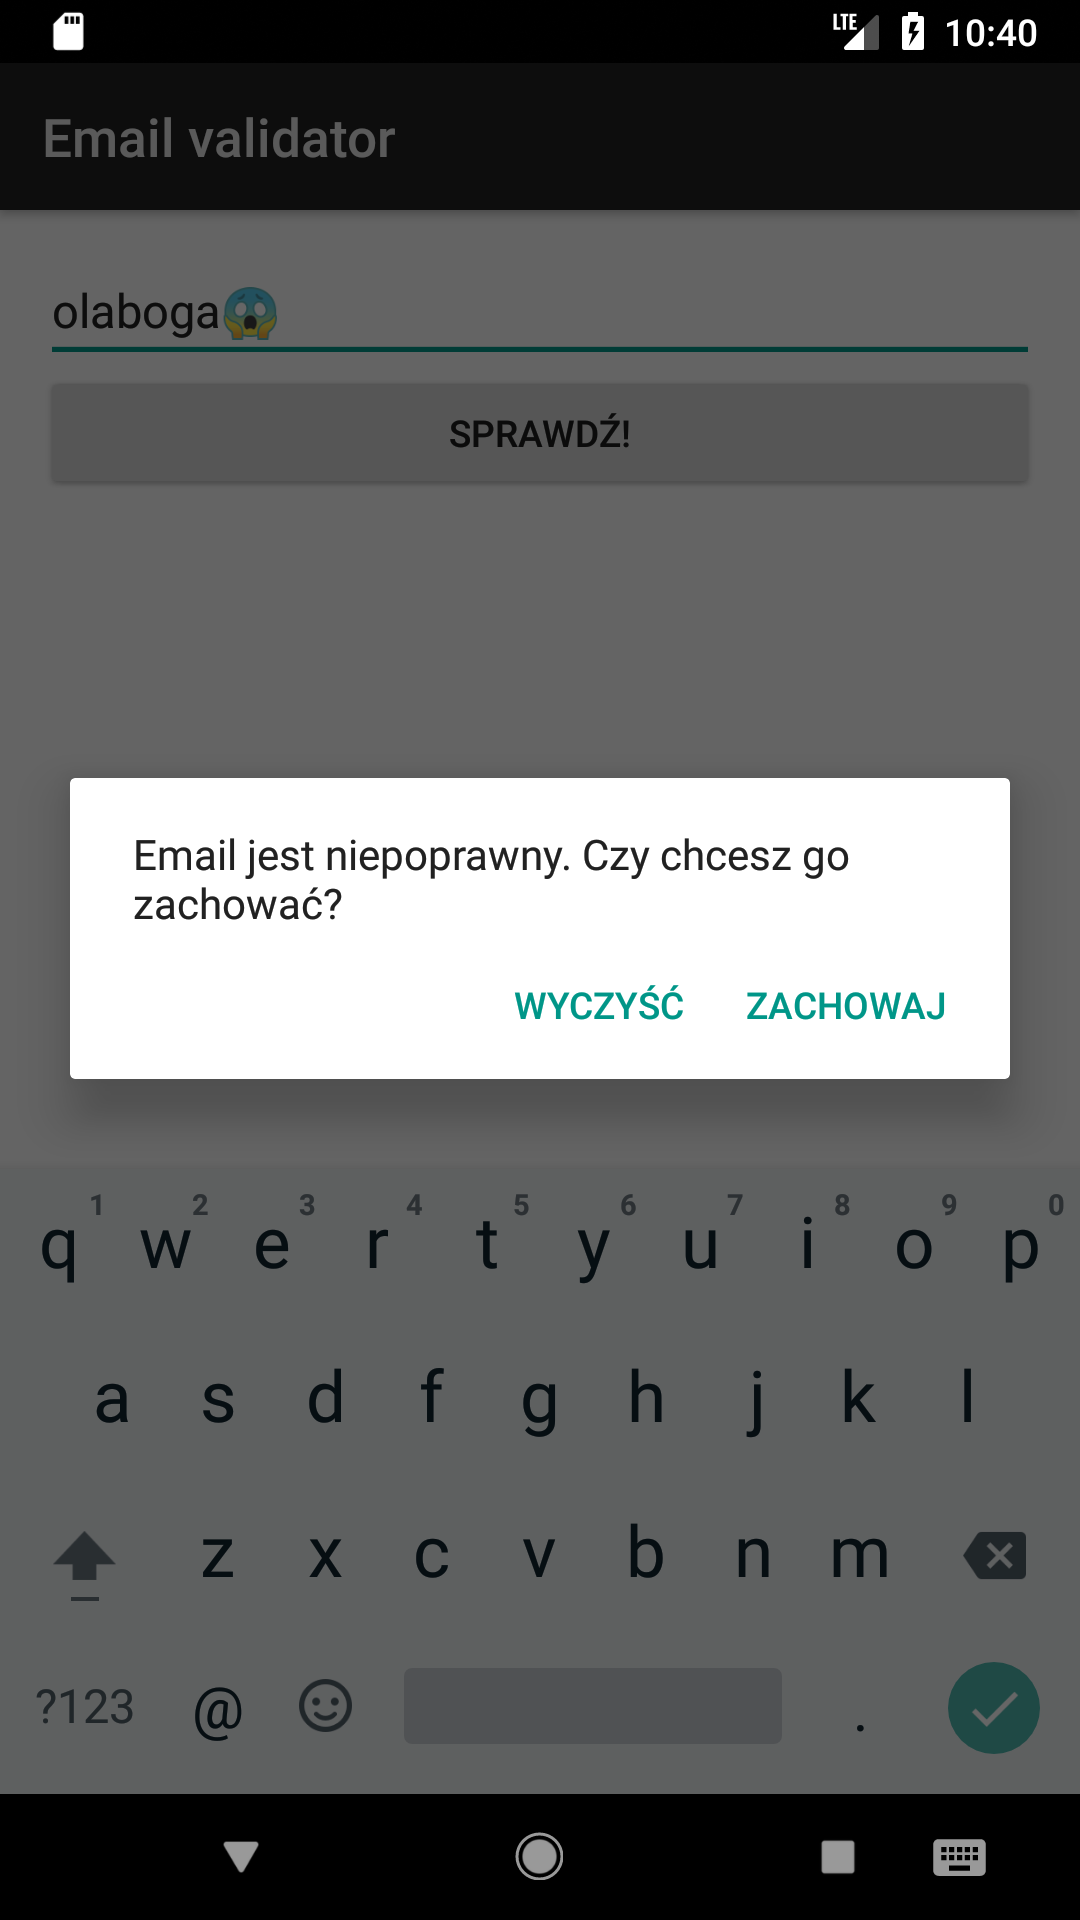 LTE 10:40
Email validator
olaboga😱
SPRAWDŹ!
Email jest niepoprawny. Czy chcesz go
zachować?
WYCZYŚĆ ZACHOWAJ
1 2 3 4 5 6 7 8 9 0
q w e r t y u i o p
a s d f g h j k l
z x c v b n m
?123 @ .